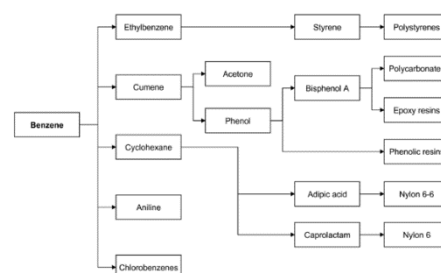 Ethylbenzene
Styrene
Polystyrenes
Cumene
Acetone
Phenol
Bisphenol A
Polycarbonate
Epoxy resins
Phenolic resins
Benzene
Cyclohexane
Adipic acid
Nylon 6-6
Caprolactam
Nylon 6
Aniline
Chlorobenzenes